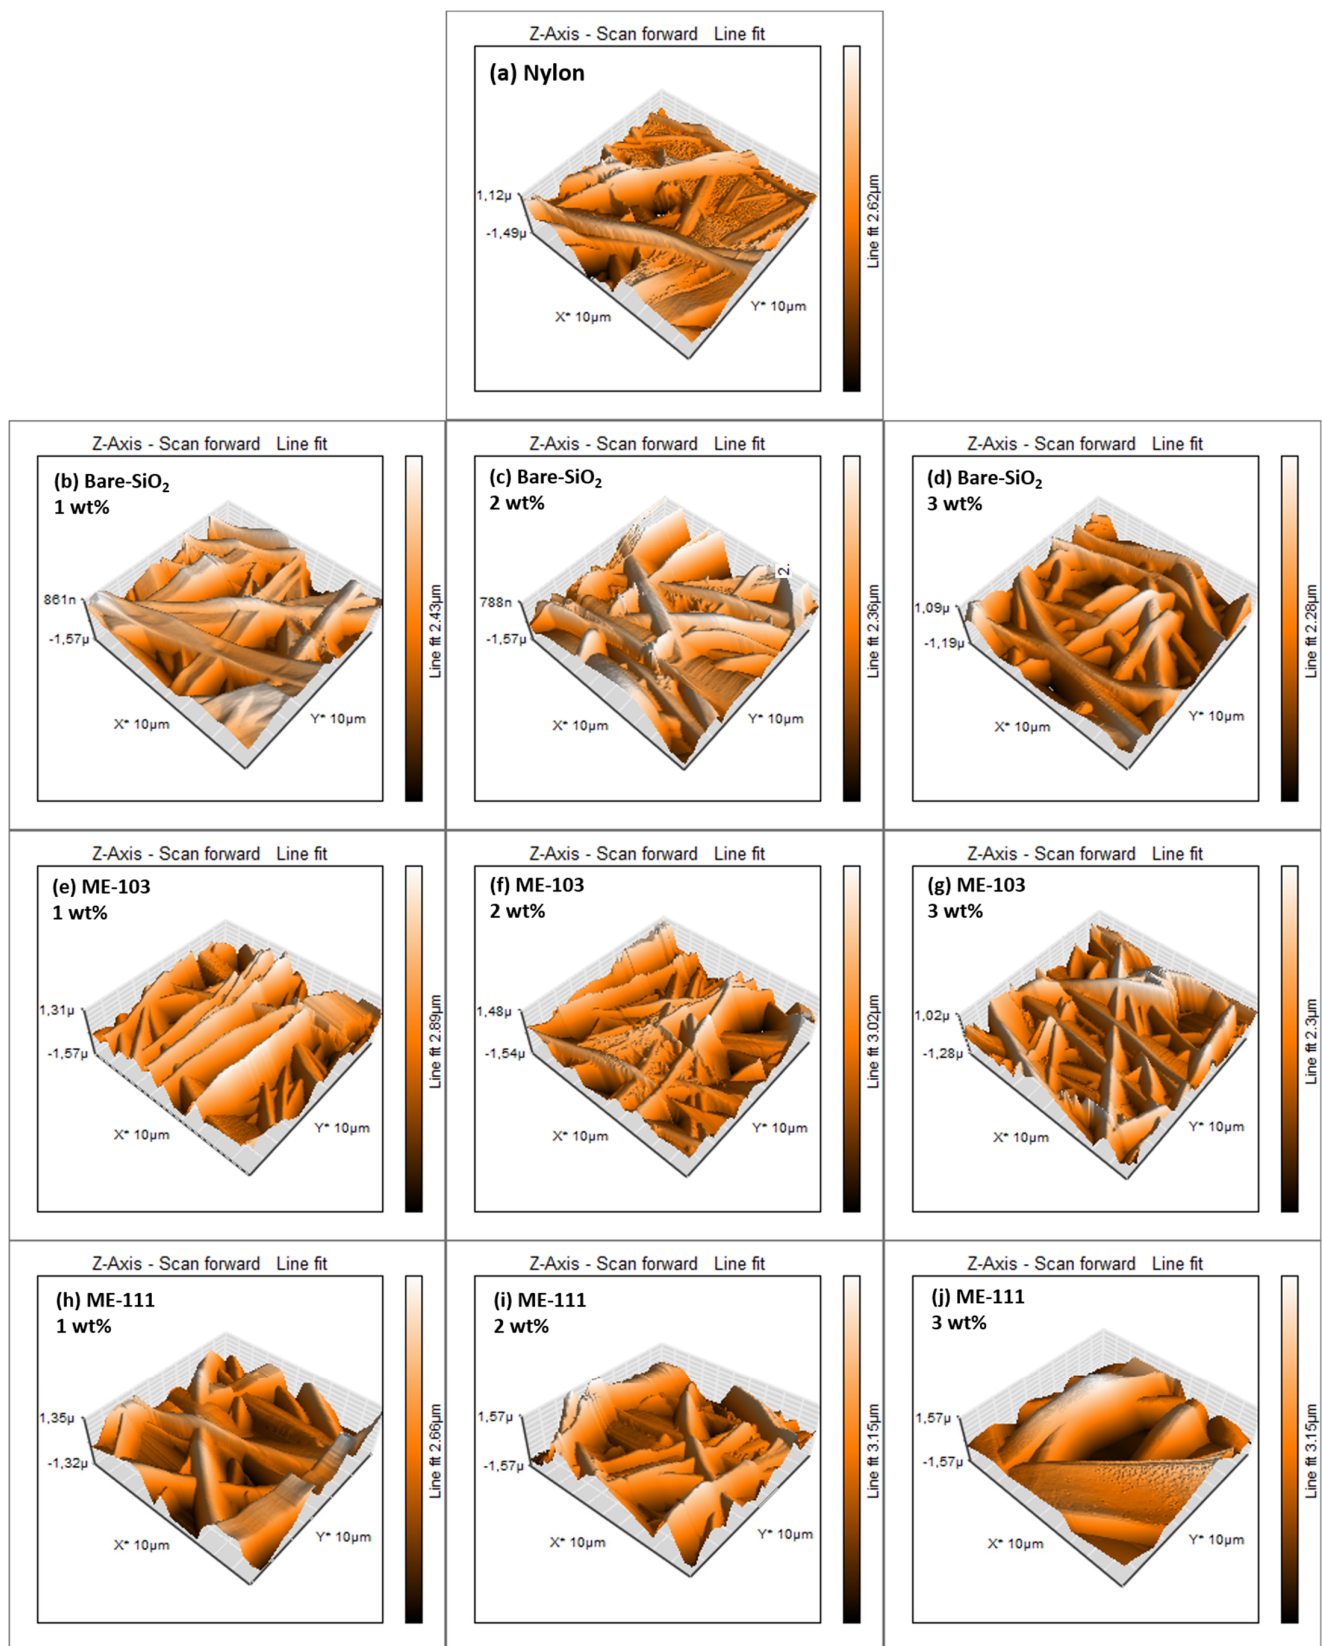 Z-Axis - Scan forward Line fit
(a) Nylon
1,12µ
-1,49µ
X* 10µm
Y* 10µm
Line fit 2.62µm
Z-Axis - Scan forward Line fit
(b) Bare-SiO₂
1 wt%
861n
-1,57µ
X* 10µm
Y* 10µm
Line fit 2.43µm
Z-Axis - Scan forward Line fit
(c) Bare-SiO₂
2 wt%
2.
788n
-1,57µ
X* 10µm
Y* 10µm
Line fit 2.36µm
Z-Axis - Scan forward Line fit
(d) Bare-SiO₂
3 wt%
1,09µ
-1,19µ
X* 10µm
Y* 10µm
Line fit 2.28µm
Z-Axis - Scan forward Line fit
(e) ME-103
1 wt%
1,31µ
-1,57µ
X* 10µm
Y* 10µm
Line fit 2.89µm
Z-Axis - Scan forward Line fit
(f) ME-103
2 wt%
1,48µ
-1,54µ
X* 10µm
Y* 10µm
Line fit 3.02µm
Z-Axis - Scan forward Line fit
(g) ME-103
3 wt%
1,02µ
-1,28µ
X* 10µm
Y* 10µm
Line fit 2.3µm
Z-Axis - Scan forward Line fit
(h) ME-111
1 wt%
1,35µ
-1,32µ
X* 10µm
Y* 10µm
Line fit 2.66µm
Z-Axis - Scan forward Line fit
(i) ME-111
2 wt%
1,57µ
-1,57µ
X* 10µm
Y* 10µm
Line fit 3.15µm
Z-Axis - Scan forward Line fit
(j) ME-111
3 wt%
1,57µ
-1,57µ
X* 10µm
Y* 10µm
Line fit 3.15µm